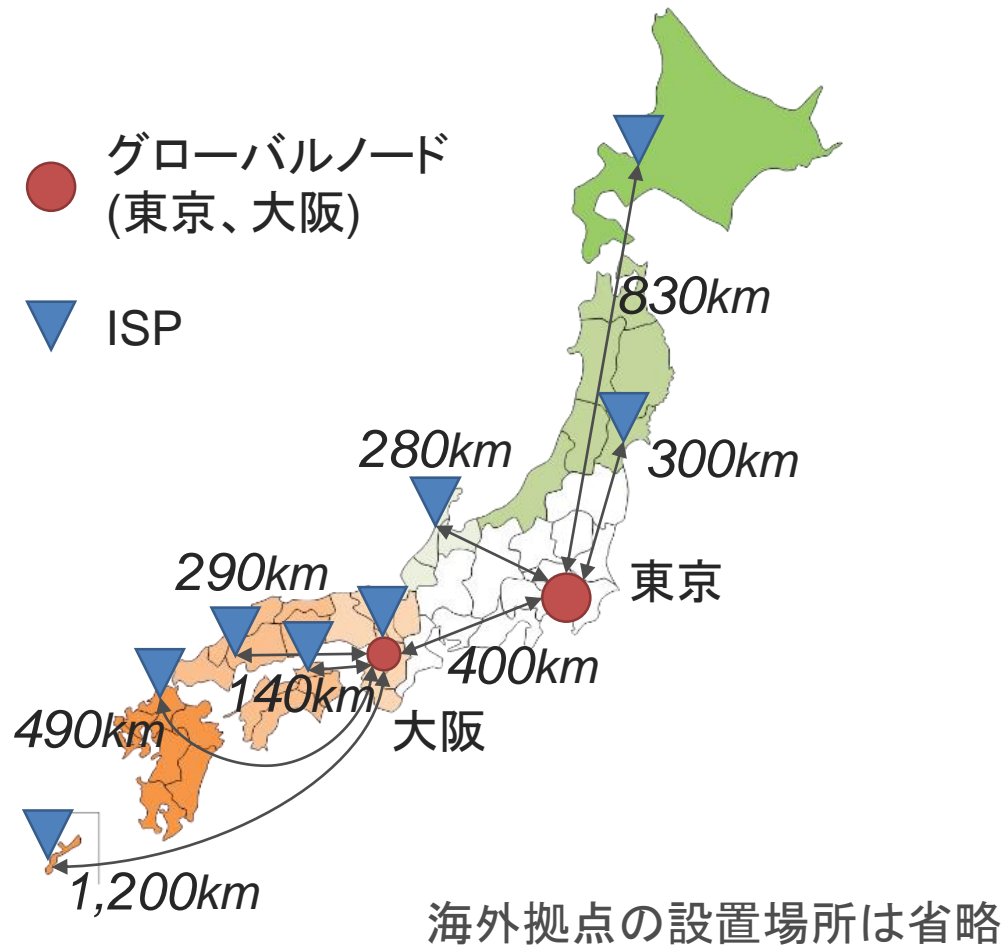 グローバルノード
(東京、大阪)
ISP
830km
280km
300km
290km
東京
400km
140km
490km
大阪
1,200km
海外拠点の設置場所は省略